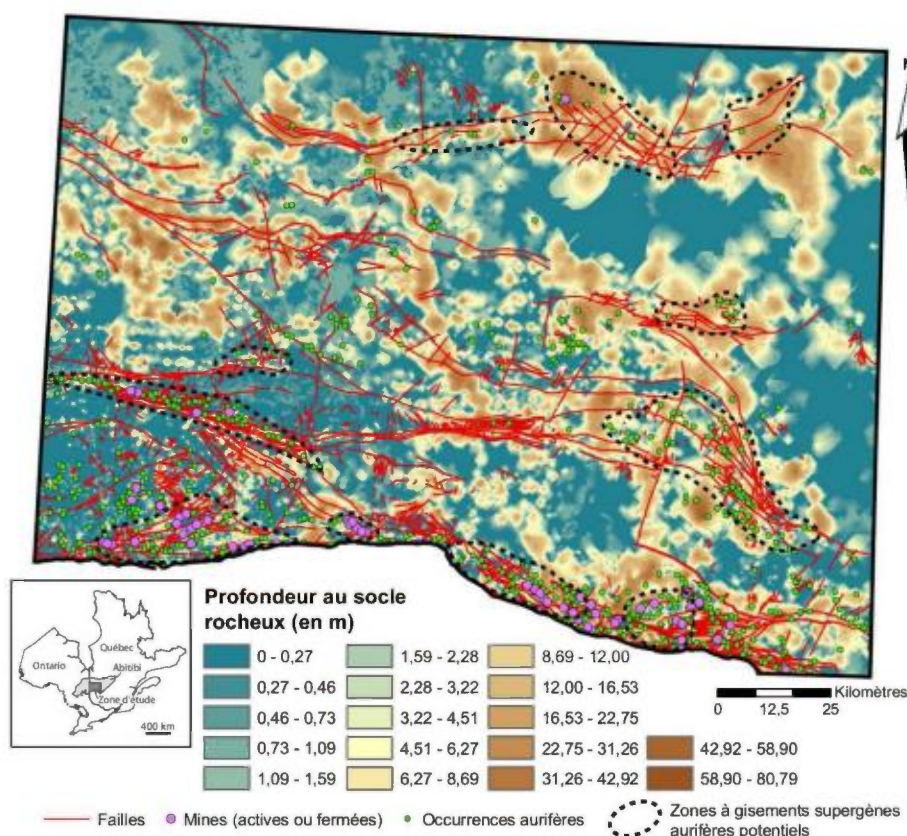 N
Québec
Ontario
Abitibi
Zone d'étude
400 km
Profondeur au socle
rocheux (en m)
0 - 0,27
0,27 - 0,46
0,46 - 0,73
0,73 - 1,09
1,09 - 1,59
1,59 - 2,28
2,28 - 3,22
3,22 - 4,51
4,51 - 6,27
6,27 - 8,69
8,69 - 12,00
12,00 - 16,53
16,53 - 22,75
22,75 - 31,26
31,26 - 42,92
42,92 - 58,90
58,90 - 80,79
Kilomètres
0 12,5 25
Failles
Mines (actives ou fermées)
Occurrences aurifères
Zones à gisements supergènes
aurifères potentiels